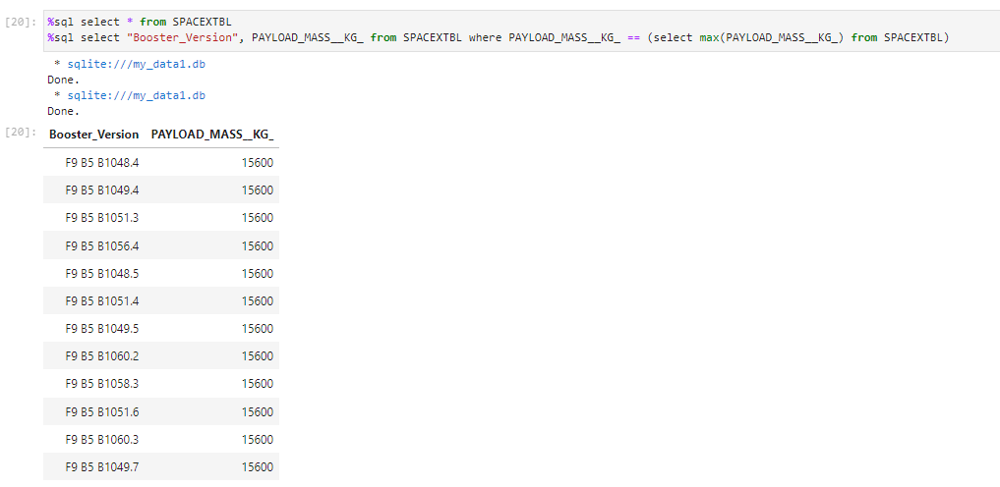 [20]: %sql select * from SPACEXTBL
%sql select "Booster_Version", PAYLOAD_MASS__KG_ from SPACEXTBL where PAYLOAD_MASS__KG_ == (select max(PAYLOAD_MASS__KG_) from SPACEXTBL)
* sqlite:///my_data1.db
Done.
* sqlite:///my_data1.db
Done.
[20]: Booster_Version PAYLOAD_MASS__KG_
F9 B5 B1048.4 15600
F9 B5 B1049.4 15600
F9 B5 B1051.3 15600
F9 B5 B1056.4 15600
F9 B5 B1048.5 15600
F9 B5 B1051.4 15600
F9 B5 B1049.5 15600
F9 B5 B1060.2 15600
F9 B5 B1058.3 15600
F9 B5 B1051.6 15600
F9 B5 B1060.3 15600
F9 B5 B1049.7 15600